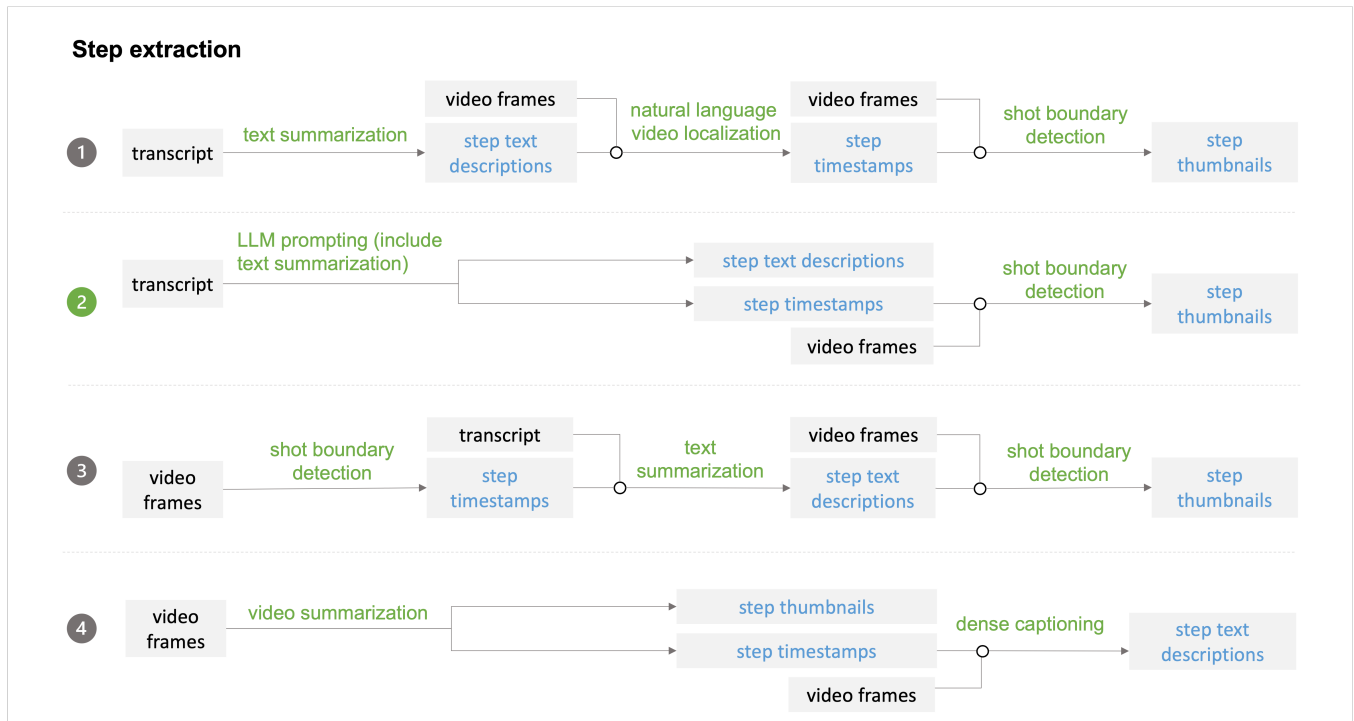 Step extraction
1
transcript
text summarization
video frames
step text
descriptions
natural language
video localization
video frames
step
timestamps
shot boundary
detection
step
thumbnails
2
transcript
LLM prompting (include
text summarization)
step text descriptions
step timestamps
video frames
shot boundary
detection
step
thumbnails
3
video
frames
shot boundary
detection
transcript
step
timestamps
text
summarization
video frames
step text
descriptions
shot boundary
detection
step
thumbnails
4
video
frames
video summarization
step thumbnails
step timestamps
video frames
dense captioning
step text
descriptions